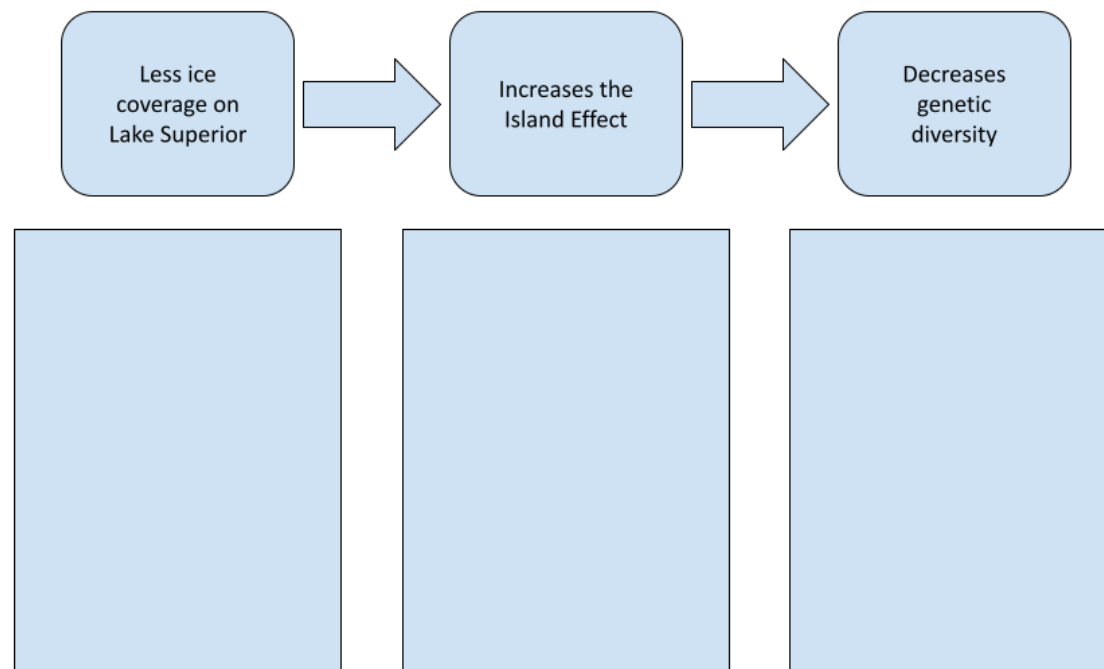 Less ice
coverage on
Lake Superior
Increases the
Island Effect
Decreases
genetic
diversity